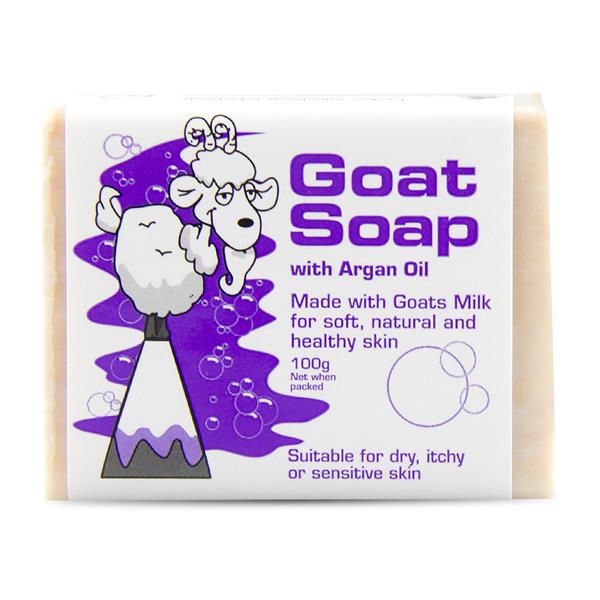 Goat
Soap
with Argan Oil
Made with Goats Milk
for soft, natural and
healthy skin
100g
Net when
packed
Suitable for dry, itchy
or sensitive skin